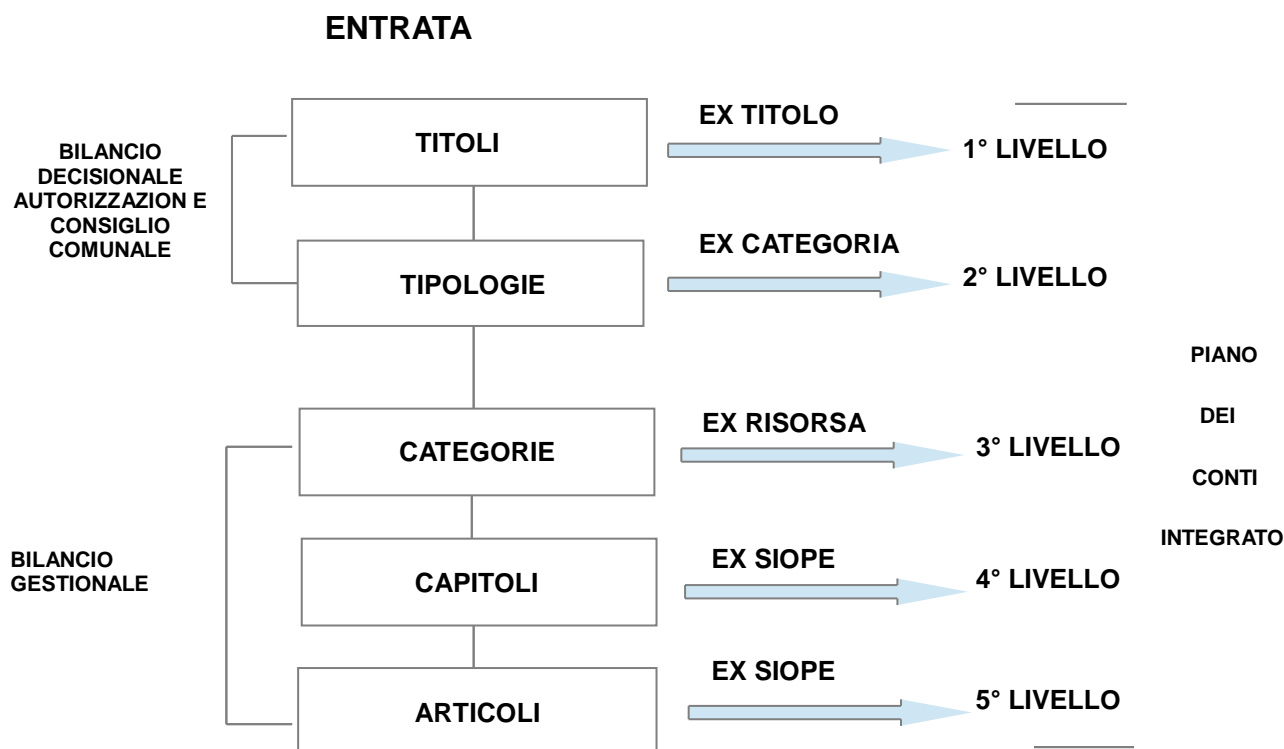 ENTRATA
BILANCIO
DECISIONALE
AUTORIZZAZION E
CONSIGLIO
COMUNALE
TITOLI
EX TITOLO
1° LIVELLO
TIPOLOGIE
EX CATEGORIA
2° LIVELLO
BILANCIO
GESTIONALE
CATEGORIE
EX RISORSA
3° LIVELLO
CAPITOLI
EX SIOPE
4° LIVELLO
ARTICOLI
EX SIOPE
5° LIVELLO
PIANO
DEI
CONTI
INTEGRATO